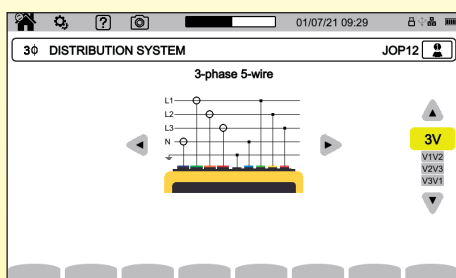 ?
01/07/21 09:29
3φ DISTRIBUTION SYSTEM
JOP12
3-phase 5-wire
L1
L2
L3
N
3V
V1V2
V2V3
V3V1